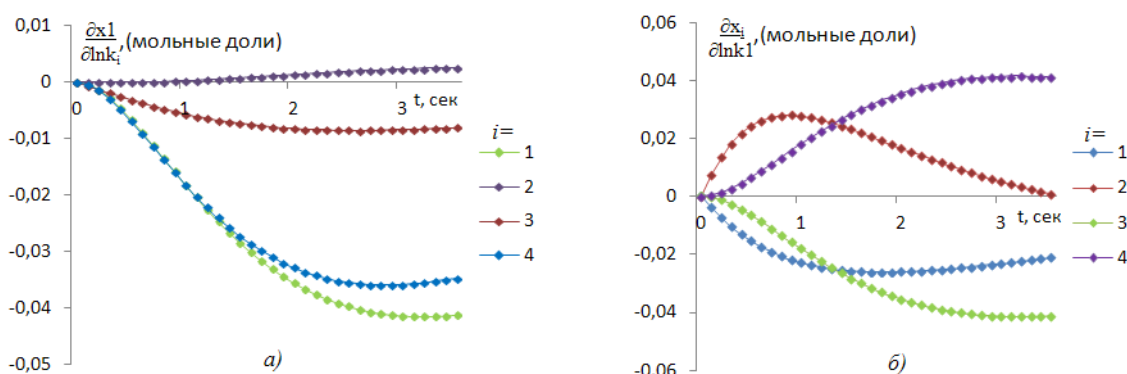 0,01
∂x1
∂lnk_i ,(мольные доли)
0
0 1 2 3 t, сек
-0,01
-0,02
-0,03
-0,04
-0,05
i=
1
2
3
4
а)
0,06
∂x_i
∂lnk1 ,(мольные доли)
0,04
0,02
0
0 1 2 3 t, сек
-0,02
-0,04
-0,06
i=
1
2
3
4
б)